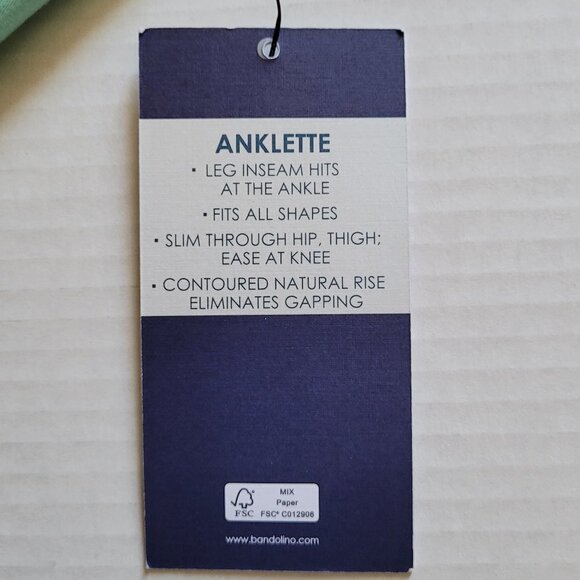 ANKLETTE
• LEG INSEAM HITS
AT THE ANKLE
• FITS ALL SHAPES
• SLIM THROUGH HIP, THIGH;
EASE AT KNEE
• CONTOURED NATURAL RISE
ELIMINATES GAPPING
MIX
Paper
FSC FSC® C012906
www.bandolino.com